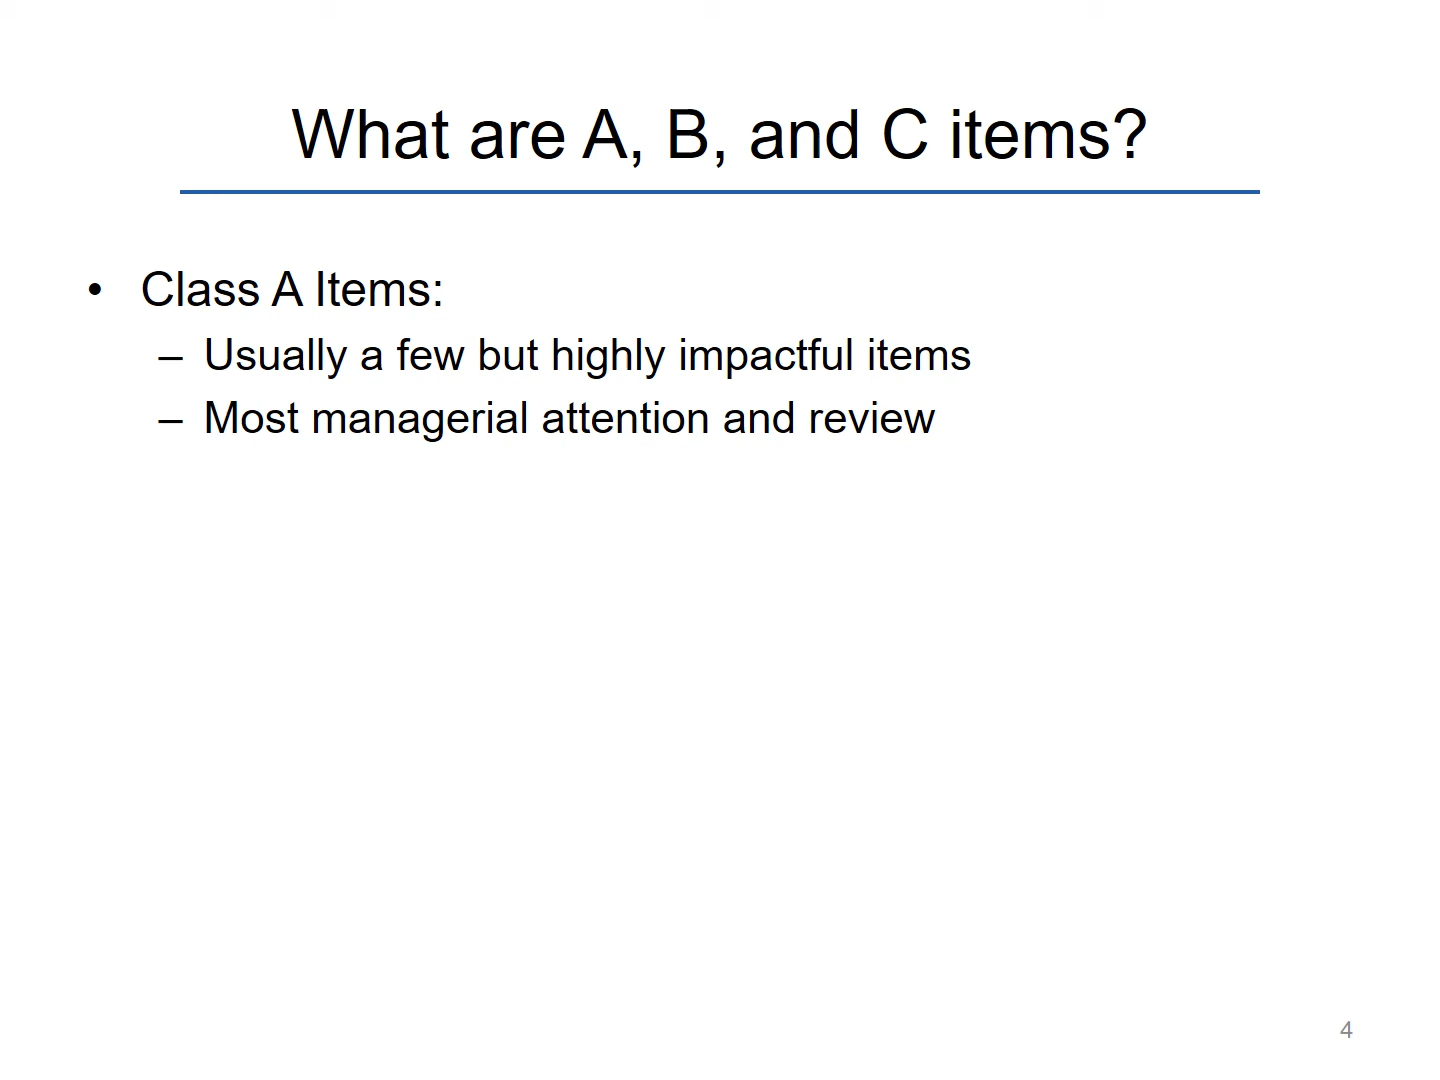 What are A, B, and C items?
• Class A Items:
– Usually a few but highly impactful items
– Most managerial attention and review
4